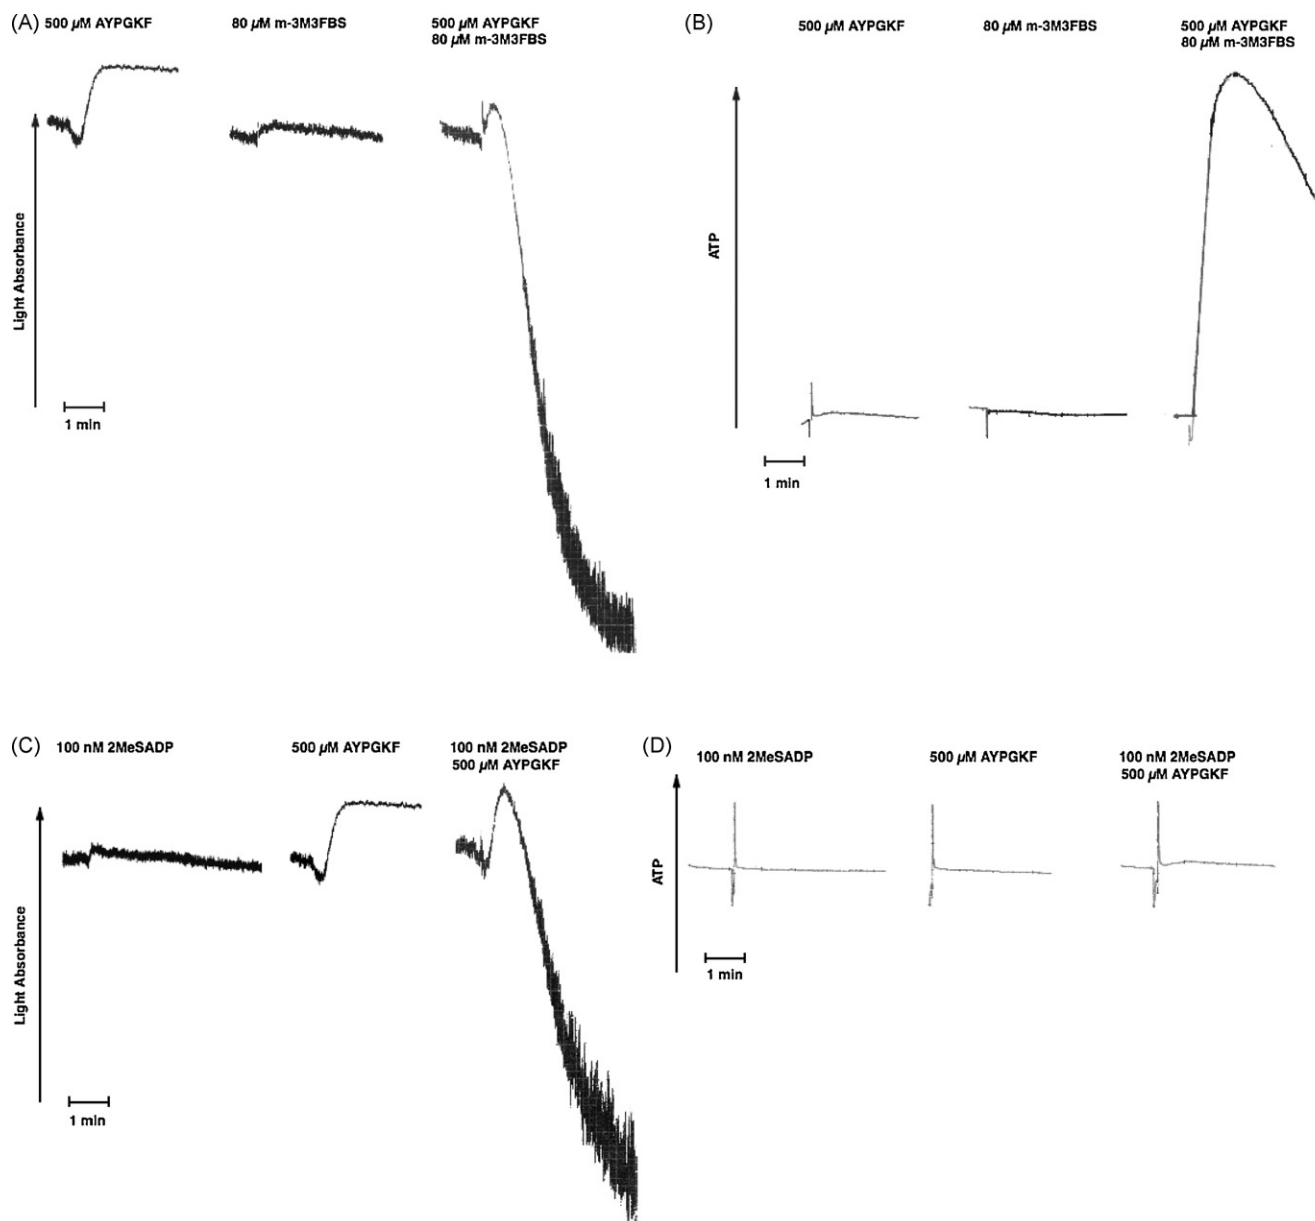 (A) 500 µM AYPGKF
80 µM m-3M3FBS
500 µM AYPGKF
80 µM m-3M3FBS
Light Absorbance
1 min
(B)
500 µM AYPGKF
80 µM m-3M3FBS
500 µM AYPGKF
80 µM m-3M3FBS
ATP
1 min
(C)
100 nM 2MeSADP
500 µM AYPGKF
100 nM 2MeSADP
500 µM AYPGKF
Light Absorbance
1 min
(D)
100 nM 2MeSADP
500 µM AYPGKF
100 nM 2MeSADP
500 µM AYPGKF
ATP
1 min